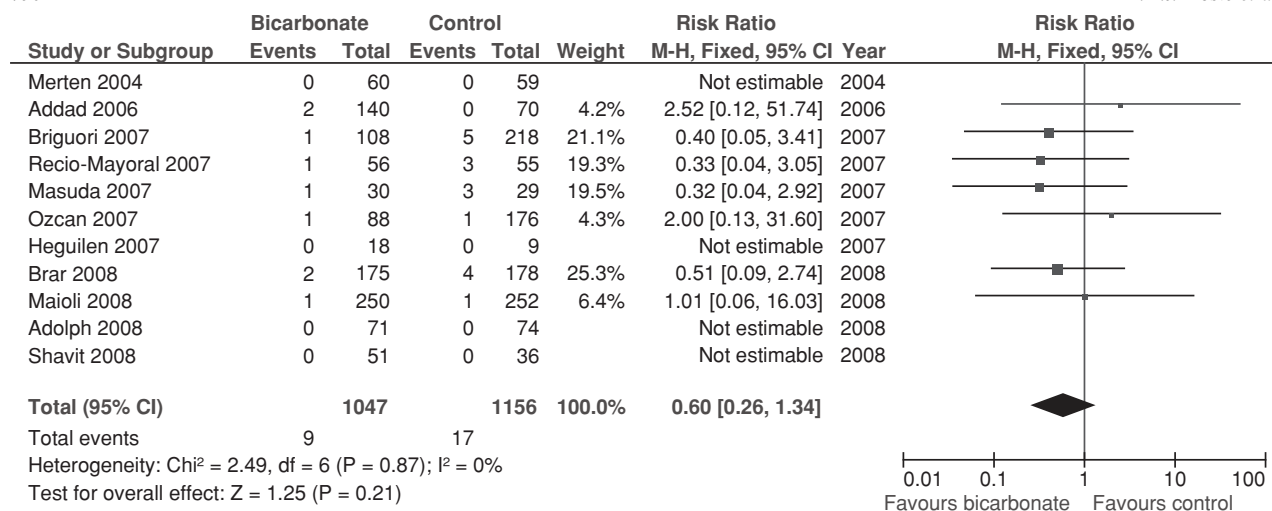 Bicarbonate Control Risk Ratio Risk Ratio
Study or Subgroup Events Total Events Total Weight M-H, Fixed, 95% CI Year M-H, Fixed, 95% CI
Merten 2004 0 60 0 59 Not estimable 2004
Addad 2006 2 140 0 70 4.2% 2.52 [0.12, 51.74] 2006
Briguori 2007 1 108 5 218 21.1% 0.40 [0.05, 3.41] 2007
Recio-Mayoral 2007 1 56 3 55 19.3% 0.33 [0.04, 3.05] 2007
Masuda 2007 1 30 3 29 19.5% 0.32 [0.04, 2.92] 2007
Ozcan 2007 1 88 1 176 4.3% 2.00 [0.13, 31.60] 2007
Heguilen 2007 0 18 0 9 Not estimable 2007
Brar 2008 2 175 4 178 25.3% 0.51 [0.09, 2.74] 2008
Maioli 2008 1 250 1 252 6.4% 1.01 [0.06, 16.03] 2008
Adolph 2008 0 71 0 74 Not estimable 2008
Shavit 2008 0 51 0 36 Not estimable 2008
Total (95% CI) 1047 1156 100.0% 0.60 [0.26, 1.34]
Total events 9 17
Heterogeneity: Chi² = 2.49, df = 6 (P = 0.87); I² = 0%
Test for overall effect: Z = 1.25 (P = 0.21)
0.01 0.1 1 10 100
Favours bicarbonate Favours control